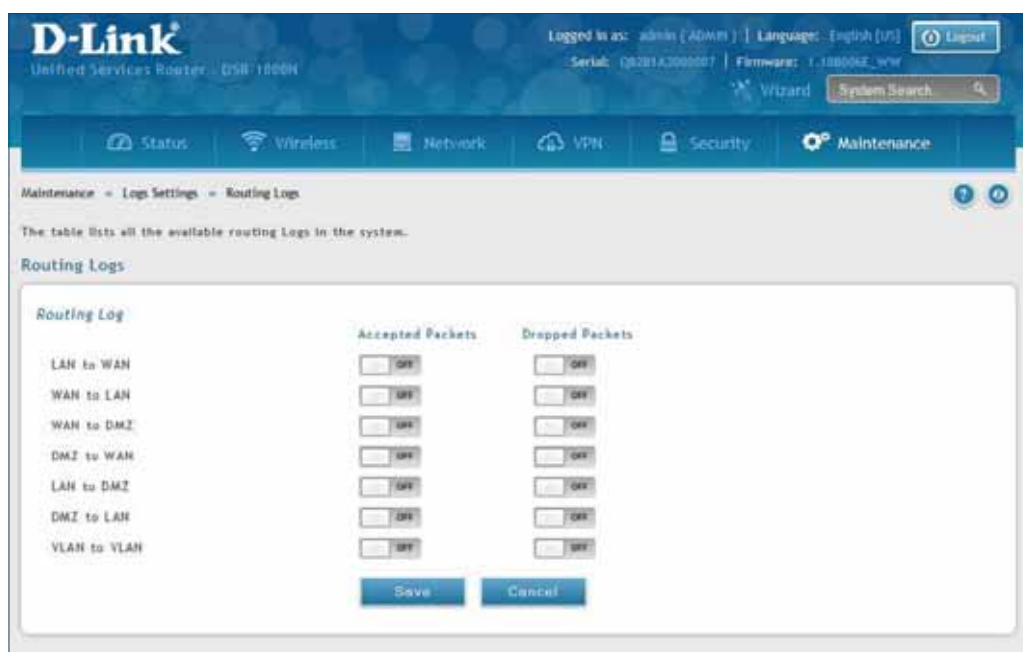 D-Link
Unified Services Router - DSR-1000N
Logged in as: admin ( ADMIN ) | Language: English [US]
Logout
Serial: | Firmware:
Wizard
System Search
Status
Wireless
Network
VPN
Security
Maintenance
Maintenance » Logs Settings » Routing Logs
The table lists all the available routing Logs in the system.
Routing Logs
Routing Log
Accepted Packets Dropped Packets
LAN to WAN OFF OFF
WAN to LAN OFF OFF
WAN to DMZ OFF OFF
DMZ to WAN OFF OFF
LAN to DMZ OFF OFF
DMZ to LAN OFF OFF
VLAN to VLAN OFF OFF
Save Cancel